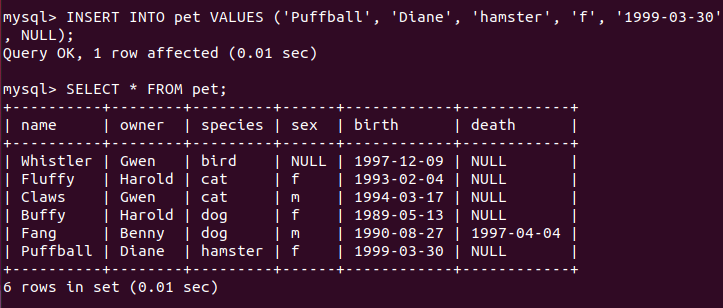 mysql> INSERT INTO pet VALUES ('Puffball', 'Diane', 'hamster', 'f', '1999-03-30'
, NULL);
Query OK, 1 row affected (0.01 sec)

mysql> SELECT * FROM pet;
+----------+--------+---------+------+------------+------------+
| name     | owner  | species | sex  | birth      | death      |
+----------+--------+---------+------+------------+------------+
| Whistler | Gwen   | bird    | NULL | 1997-12-09 | NULL       |
| Fluffy   | Harold | cat     | f    | 1993-02-04 | NULL       |
| Claws    | Gwen   | cat     | m    | 1994-03-17 | NULL       |
| Buffy    | Harold | dog     | f    | 1989-05-13 | NULL       |
| Fang     | Benny  | dog     | m    | 1990-08-27 | 1997-04-04 |
| Puffball | Diane  | hamster | f    | 1999-03-30 | NULL       |
+----------+--------+---------+------+------------+------------+
6 rows in set (0.01 sec)